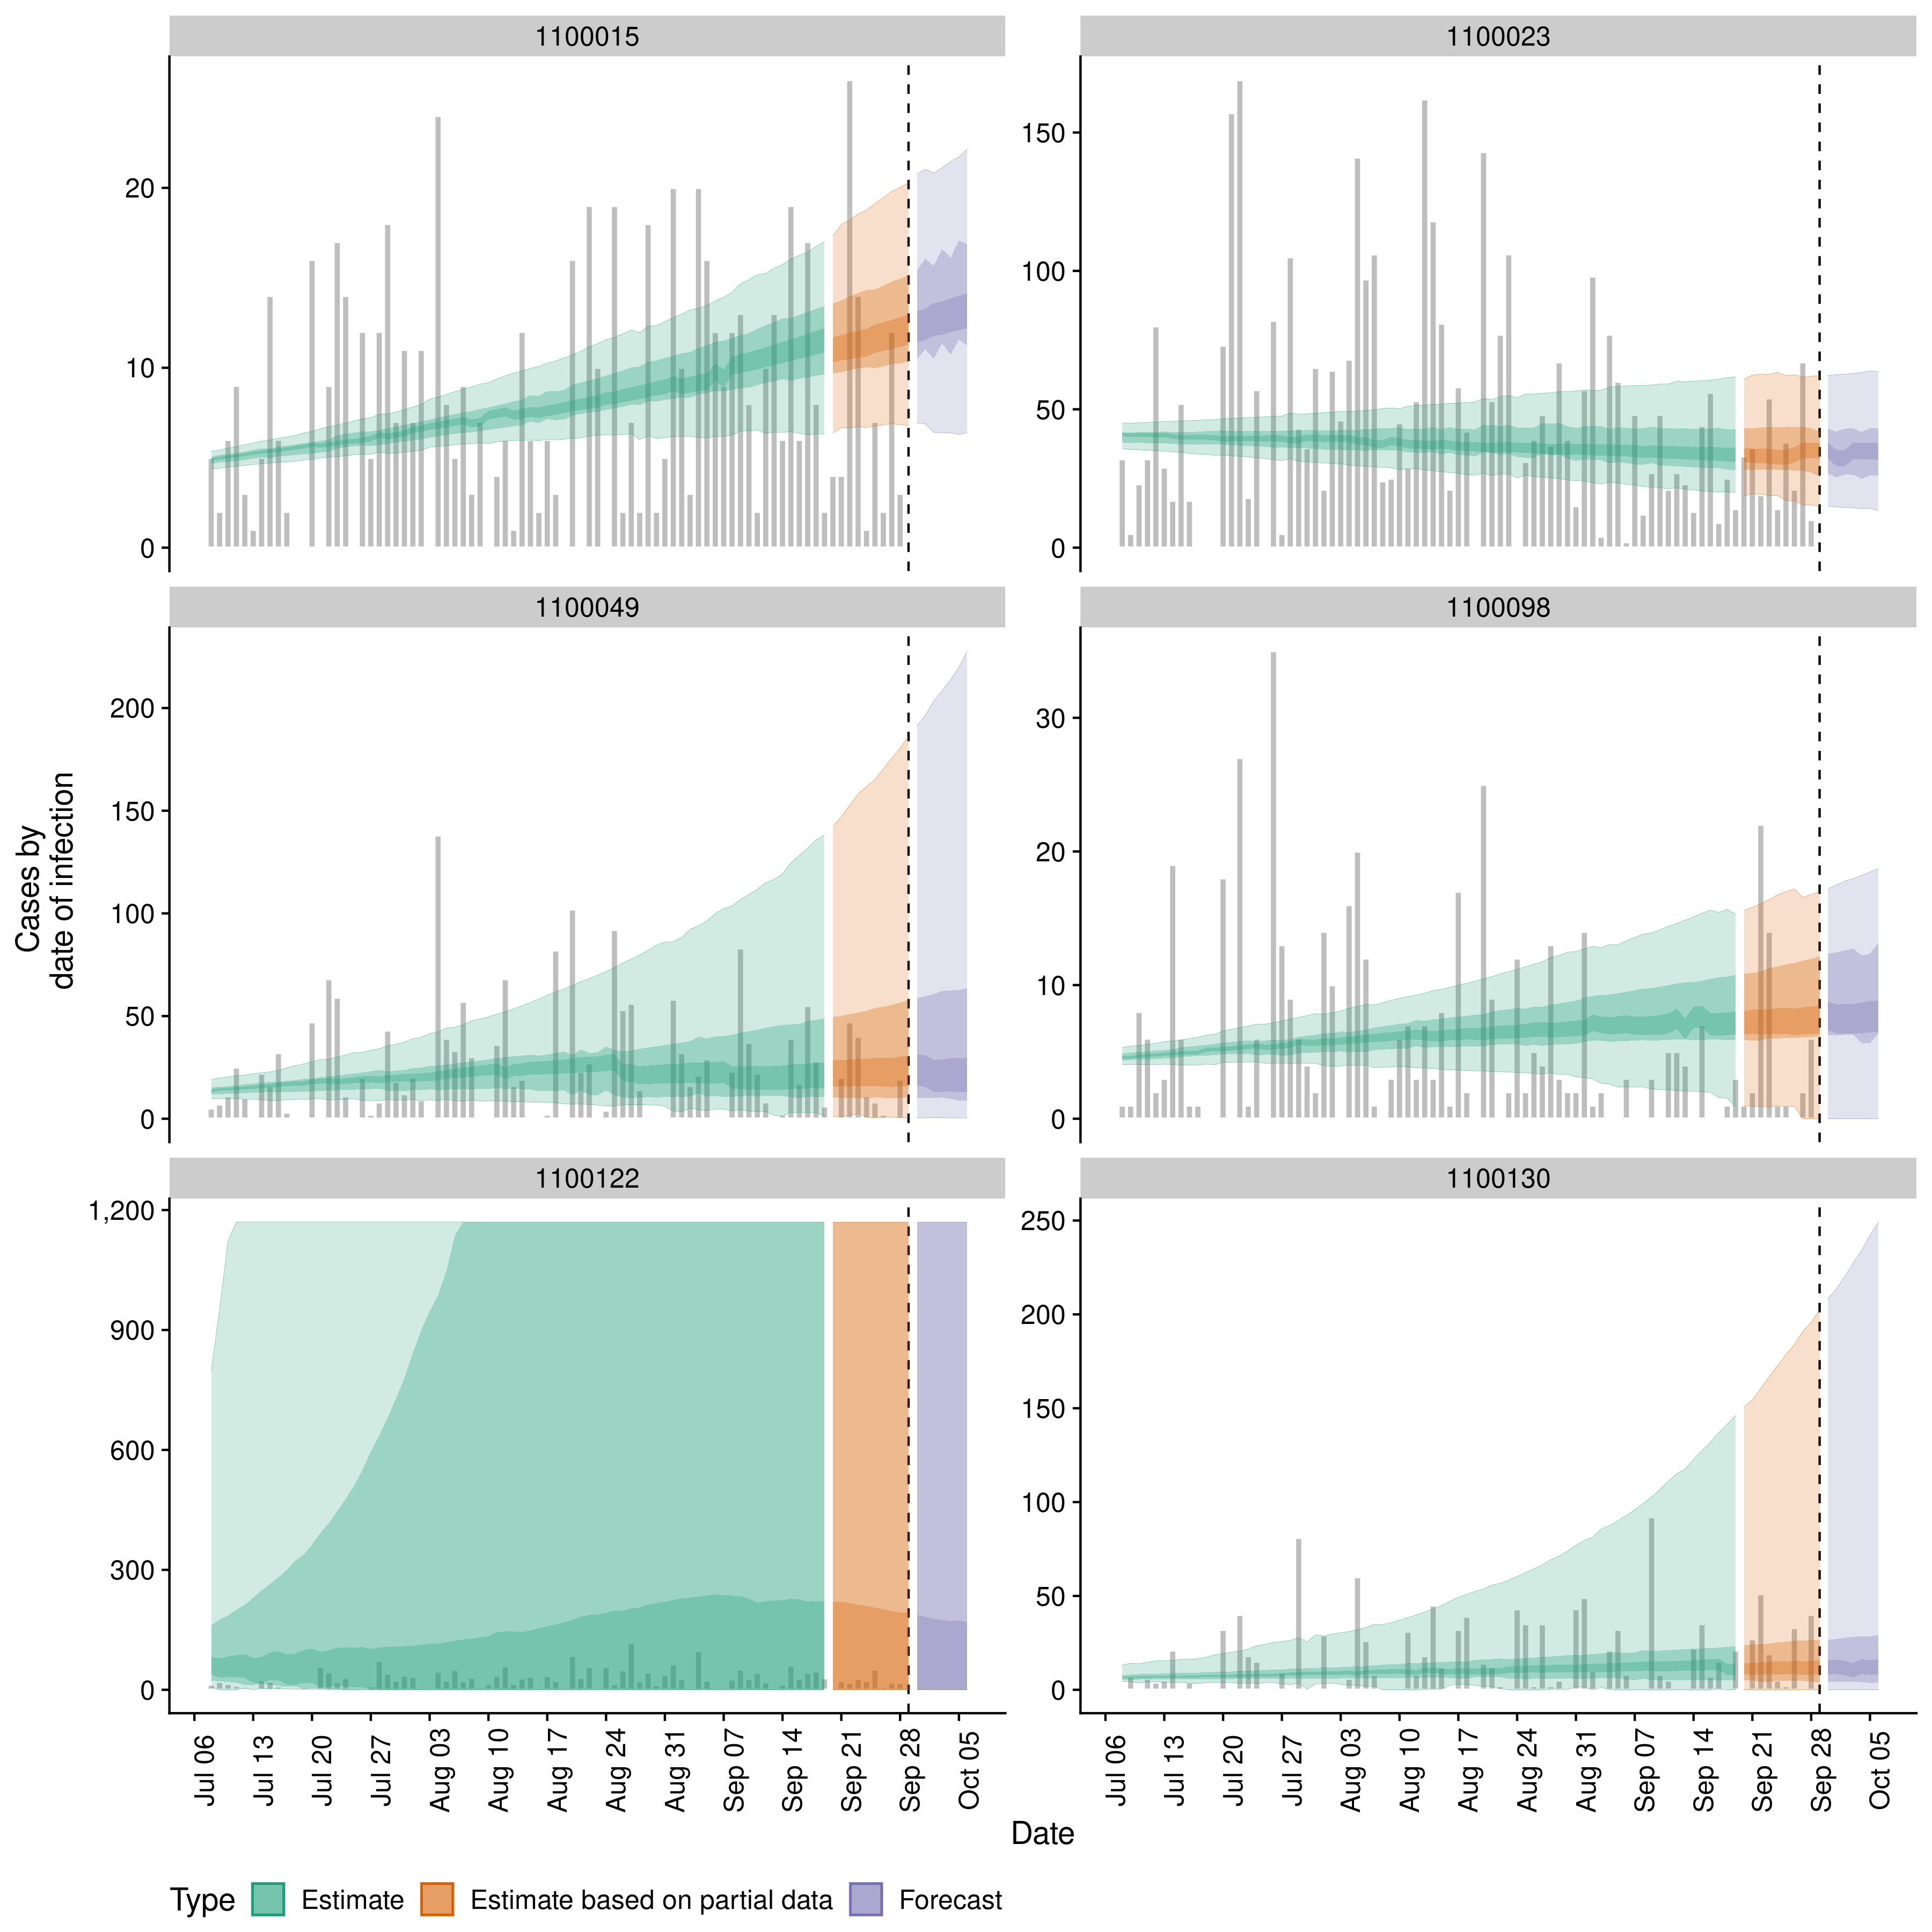 1100015
1100023
20
10
0
150
100
50
0
1100049
1100098
200
150
100
50
0
30
20
10
0
1100122
1100130
1,200
900
600
300
0
250
200
150
100
50
0
Cases by
date of infection
Jul 06
Jul 13
Jul 20
Jul 27
Aug 03
Aug 10
Aug 17
Aug 24
Aug 31
Sep 07
Sep 14
Sep 21
Sep 28
Oct 05
Jul 06
Jul 13
Jul 20
Jul 27
Aug 03
Aug 10
Aug 17
Aug 24
Aug 31
Sep 07
Sep 14
Sep 21
Sep 28
Oct 05
Date
Type Estimate Estimate based on partial data Forecast